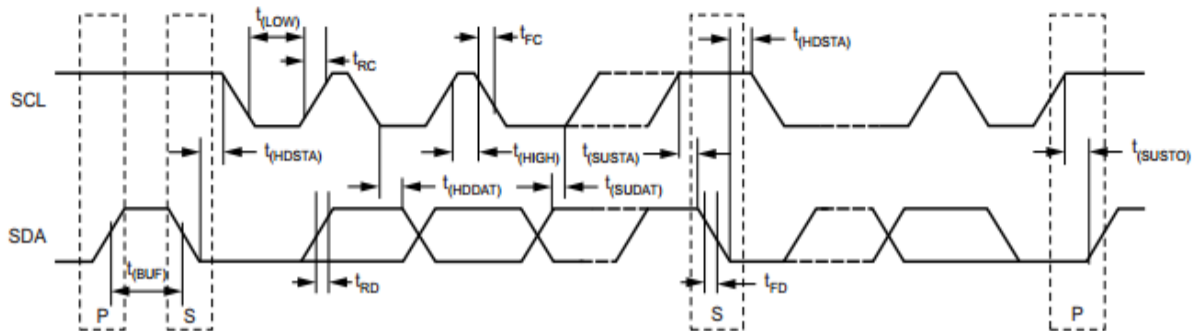 t(LOW)
tRC
tFC
t(HDSTA)
SCL
t(HDSTA)
t(HIGH)
t(SUSTA)
t(SUSTO)
t(HDDAT)
t(SUDAT)
SDA
t(BUF)
tRD
tFD
P
S
S
P